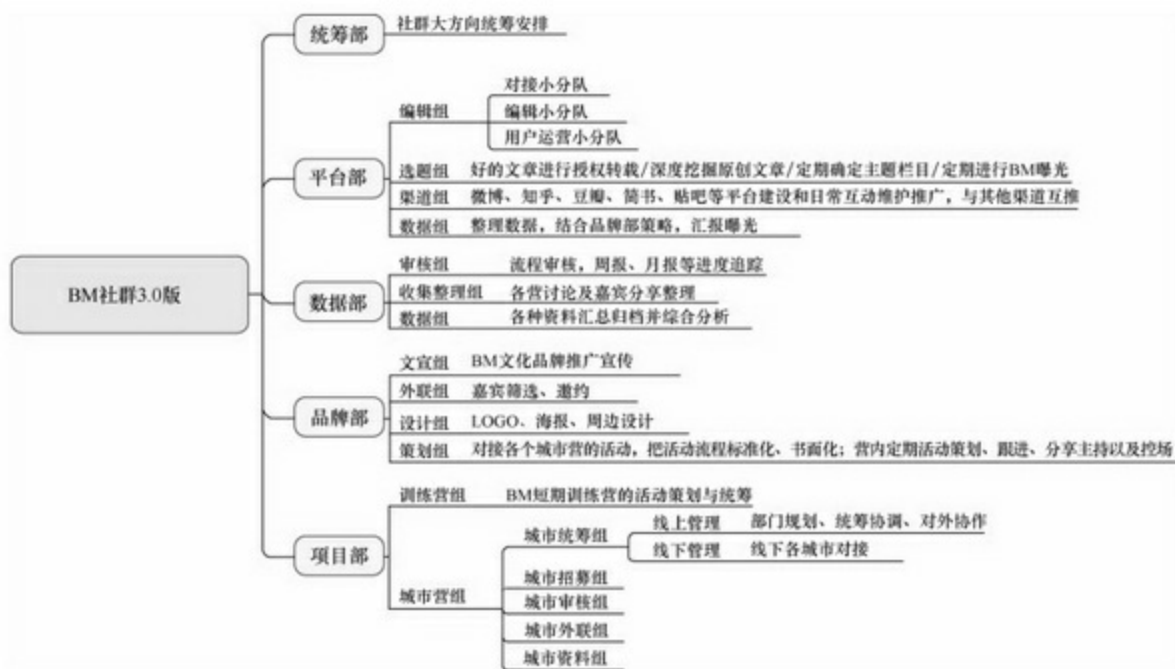 BM社群3.0版
统筹部
社群大方向统筹安排
平台部
编辑组
对接小分队
编辑小分队
用户运营小分队
选题组 好的文章进行授权转载/深度挖掘原创文章/定期确定主题栏目/定期进行BM曝光
渠道组 微博、知乎、豆瓣、简书、贴吧等平台建设和日常互动维护推广，与其他渠道互推
数据组 整理数据，结合品牌部策略，汇报曝光
数据部
审核组 流程审核，周报、月报等进度追踪
收集整理组 各营讨论及嘉宾分享整理
数据组 各种资料汇总归档并综合分析
品牌部
文宣组 BM文化品牌推广宣传
外联组 嘉宾筛选、邀约
设计组 LOGO、海报、周边设计
策划组 对接各个城市营的活动，把活动流程标准化、书面化；营内定期活动策划、跟进、分享主持以及控场
项目部
训练营组 BM短期训练营的活动策划与统筹
城市营组
城市统筹组
线上管理 部门规划、统筹协调、对外协作
线下管理 线下各城市对接
城市招募组
城市审核组
城市外联组
城市资料组